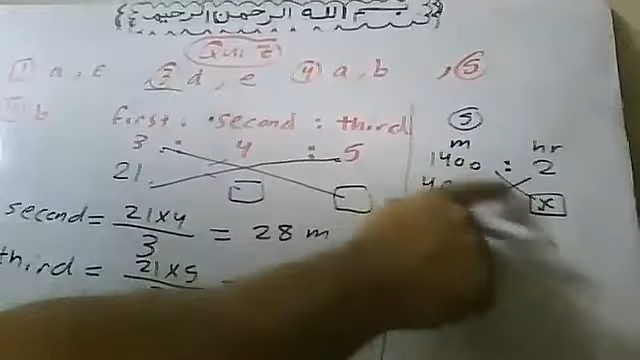 بسم الله الرحمن الرحيم
1 a, e 3 d, e 4 a, b , 5
b
first : second : third
3 : 4 : 5
21
second = 21x4 / 3 = 28 m
third = 21x5
5
m hr
1400 : 2
x